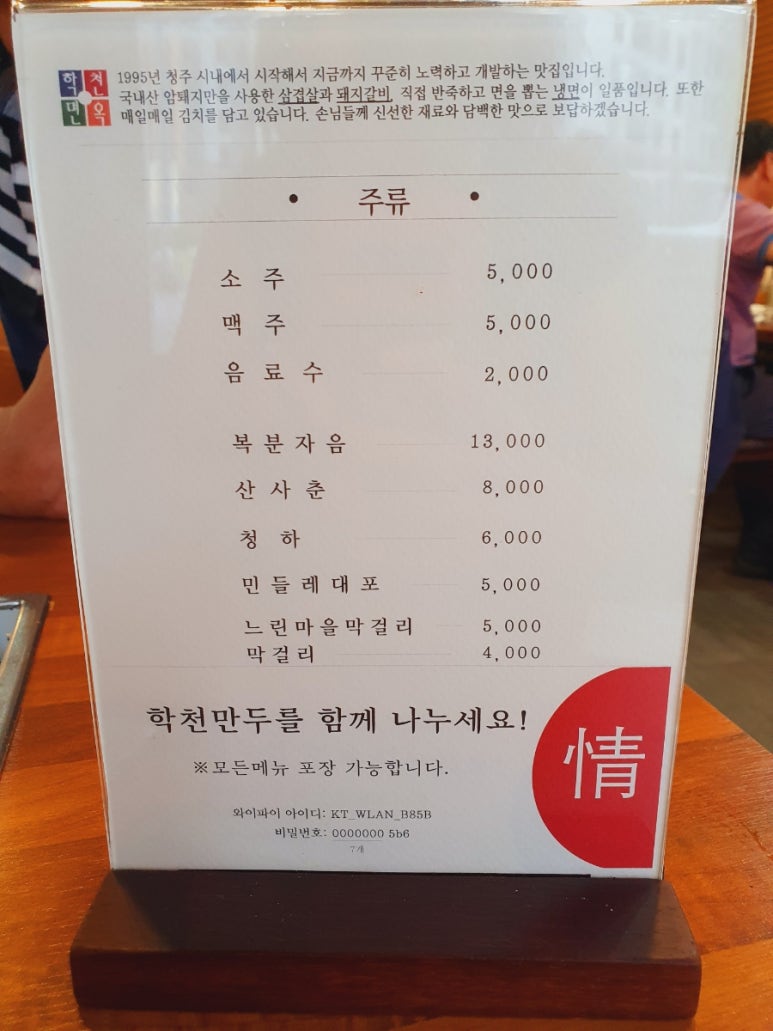 학 천
면 옥
1995년 청주 시내에서 시작해서 지금까지 꾸준히 노력하고 개발하는 맛집입니다.
국내산 암돼지만을 사용한 삼겹살과 돼지갈비, 직접 반죽하고 면을 뽑는 냉면이 일품입니다. 또한
매일매일 김치를 담고 있습니다. 손님들께 신선한 재료와 담백한 맛으로 보답하겠습니다.
• 주류 •
소 주 5,000
맥 주 5,000
음 료 수 2,000
복 분 자 음 13,000
산 사 춘 8,000
청 하 6,000
민 들 레 대 포 5,000
느린마을막걸리 5,000
막걸리 4,000
학천만두를 함께 나누세요!
※모든메뉴 포장 가능합니다.
情
와이파이 아이디: KT_WLAN_B85B
비밀번호: 0000000 5b6
7개